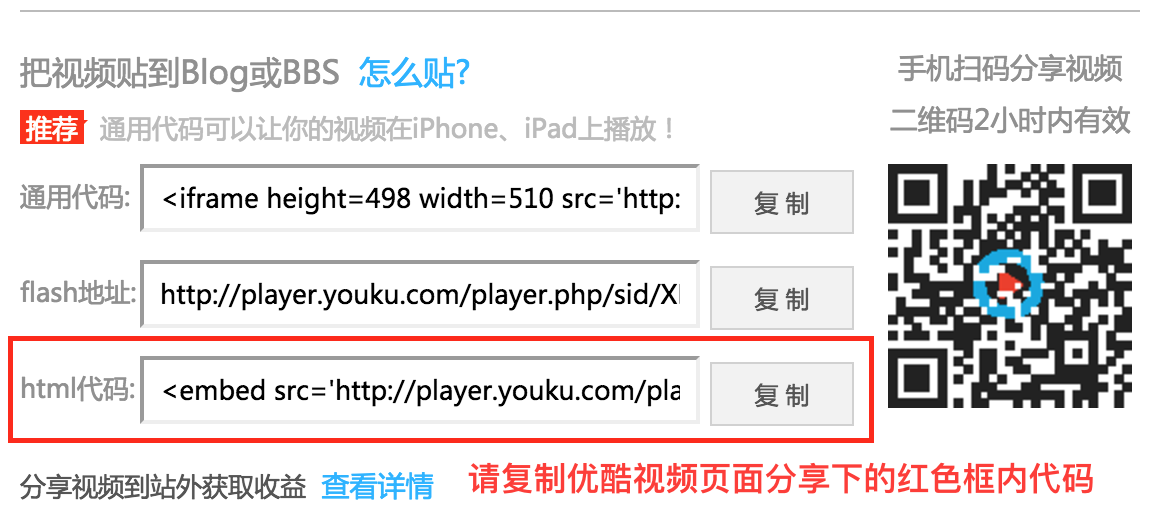 把视频贴到Blog或BBS 怎么贴?
推荐 通用代码可以让你的视频在iPhone、iPad上播放！
通用代码: <iframe height=498 width=510 src='http: 复制
flash地址: http://player.youku.com/player.php/sid/X 复制
html代码: <embed src='http://player.youku.com/pla 复制
分享视频到站外获取收益 查看详情
请复制优酷视频页面分享下的红色框内代码
手机扫码分享视频
二维码2小时内有效